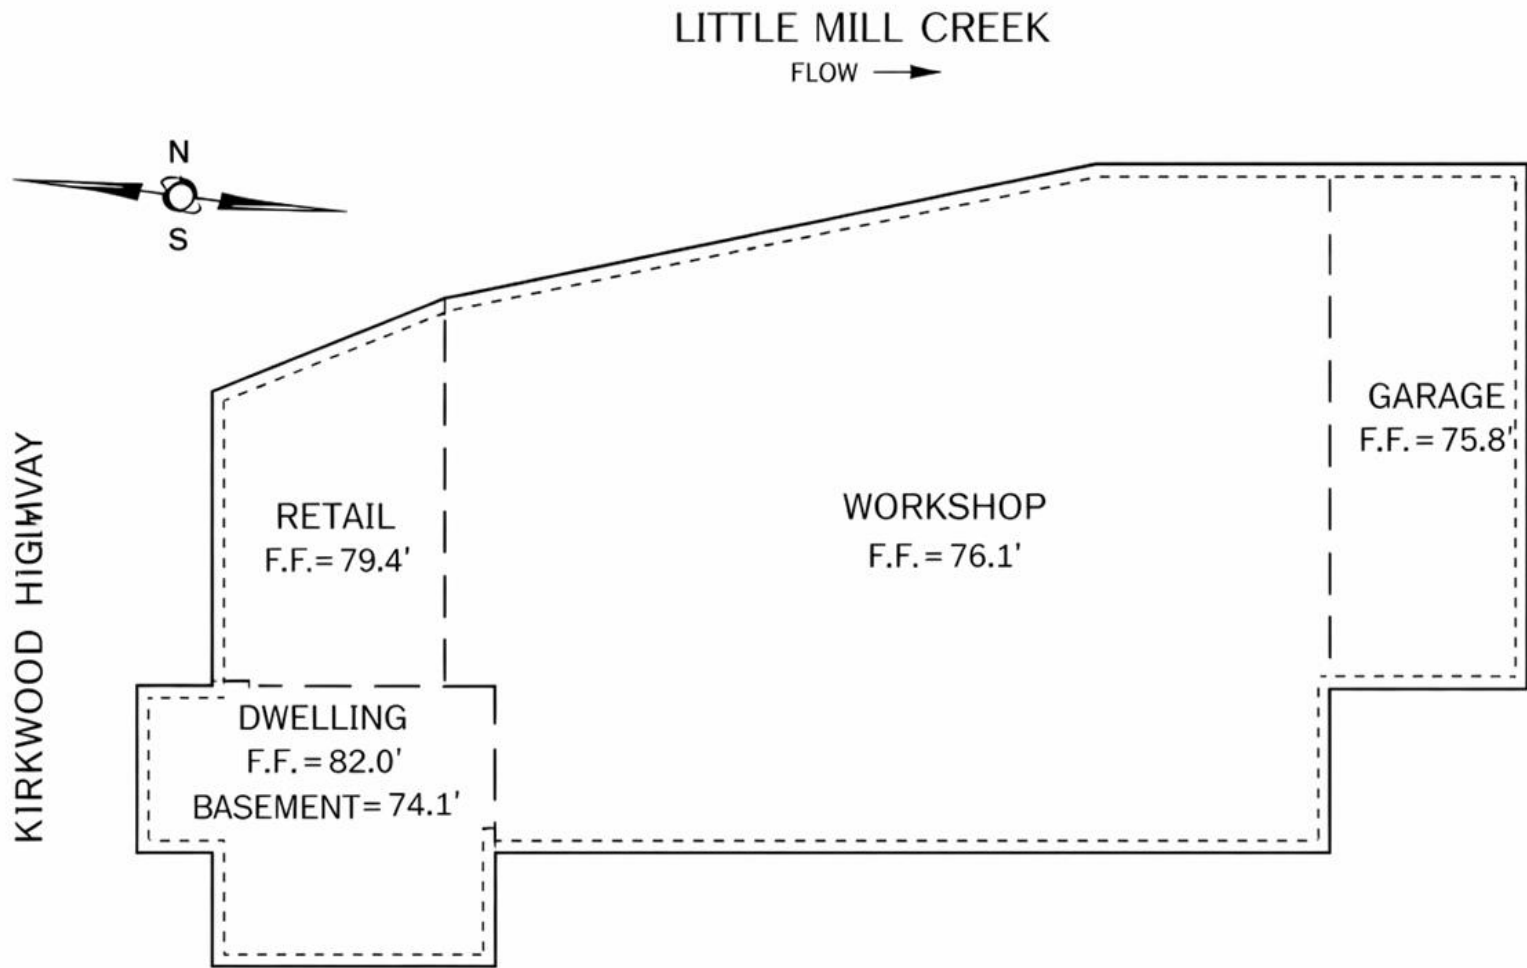 LITTLE MILL CREEK
FLOW
N
S
GARAGE
F.F. = 75.8'
RETAIL
F.F. = 79.4'
WORKSHOP
F.F. = 76.1'
DWELLING
F.F. = 82.0'
BASEMENT = 74.1'
KIRKWOOD HIGHVAY